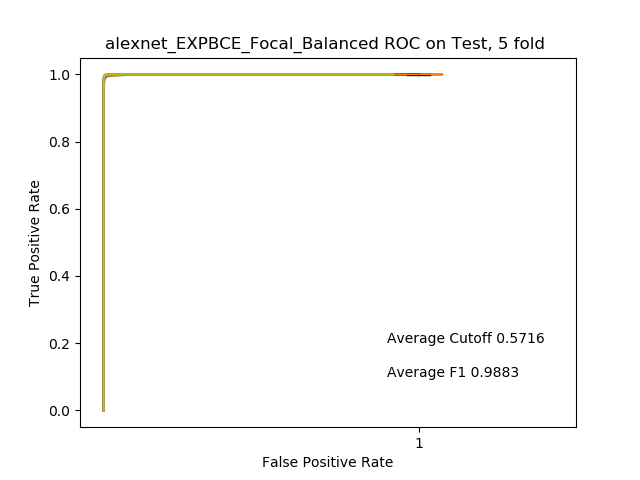 alexnet_EXPBCE_Focal_Balanced ROC on Test, 5 fold
1.0
0.8
0.6
0.4
0.2
0.0
True Positive Rate
Average Cutoff 0.5716
Average F1 0.9883
1
False Positive Rate